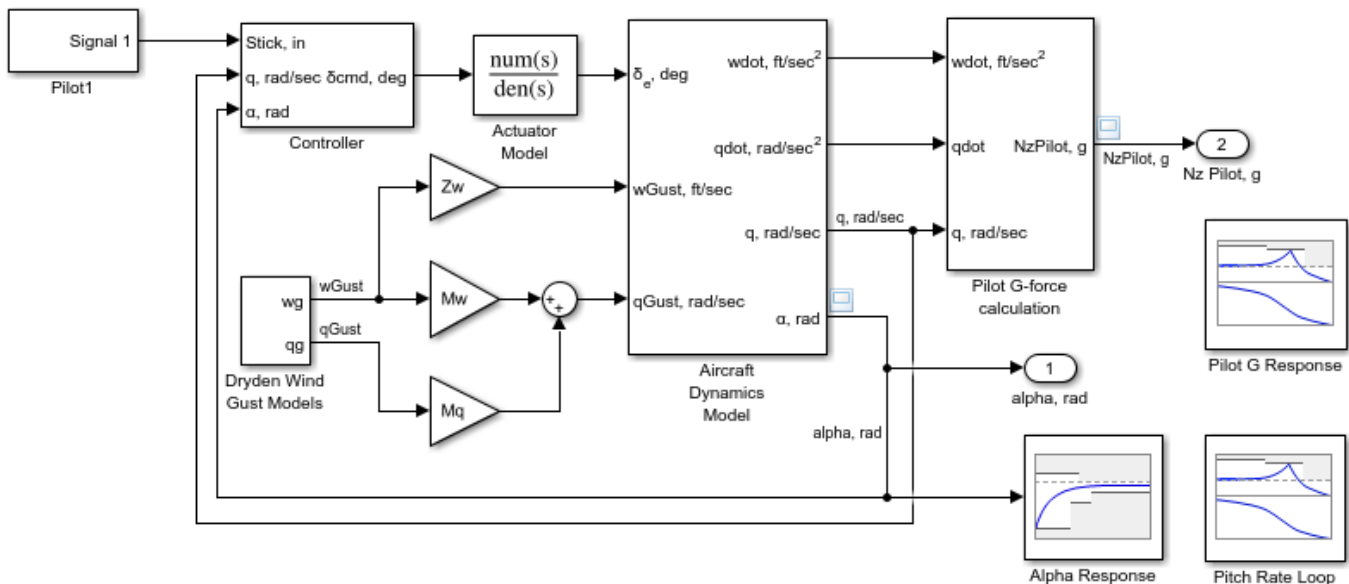 Signal 1
Pilot1
Stick, in
q, rad/sec δcmd, deg
α, rad
Controller
num(s)
den(s)
Actuator
Model
δe, deg
wGust, ft/sec
qGust, rad/sec
wdot, ft/sec²
qdot, rad/sec²
q, rad/sec
α, rad
Aircraft
Dynamics
Model
q, rad/sec
wdot, ft/sec²
qdot
q, rad/sec
NzPilot, g
Pilot G-force
calculation
NzPilot, g
2
Nz Pilot, g
Zw
Mw
Mq
++
wg
qg
wGust
qGust
Dryden Wind
Gust Models
1
alpha, rad
alpha, rad
Pilot G Response
Alpha Response
Pitch Rate Loop